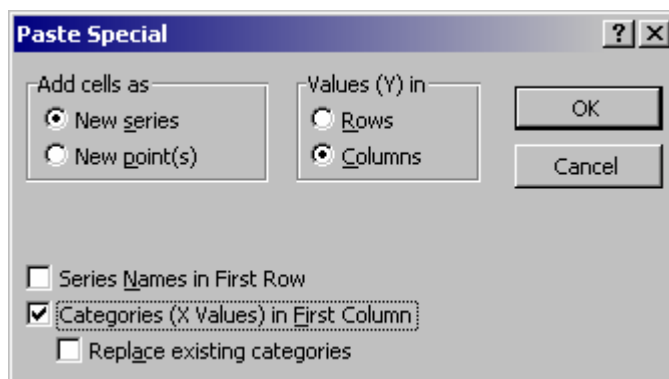 Paste Special
Add cells as
New series
New point(s)
Values (Y) in
Rows
Columns
OK
Cancel
Series Names in First Row
Categories (X Values) in First Column
Replace existing categories